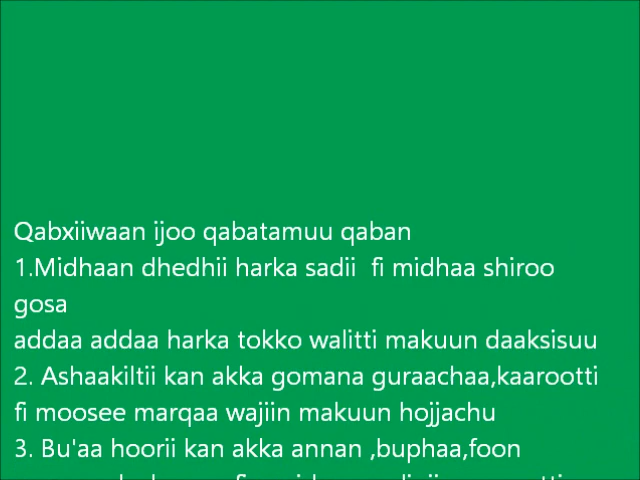 Qabxiiwaan ijoo qabatamuu qaban
1.Midhaan dhedhii harka sadii fi midhaa shiroo
gosa
addaa addaa harka tokko walitti makuun daaksisuu
2. Ashaakiltii kan akka gomana guraachaa,kaarootti
fi moosee marqaa wajiin makuun hojjachu
3. Bu'aa hoorii kan akka annan ,buphaa,foon